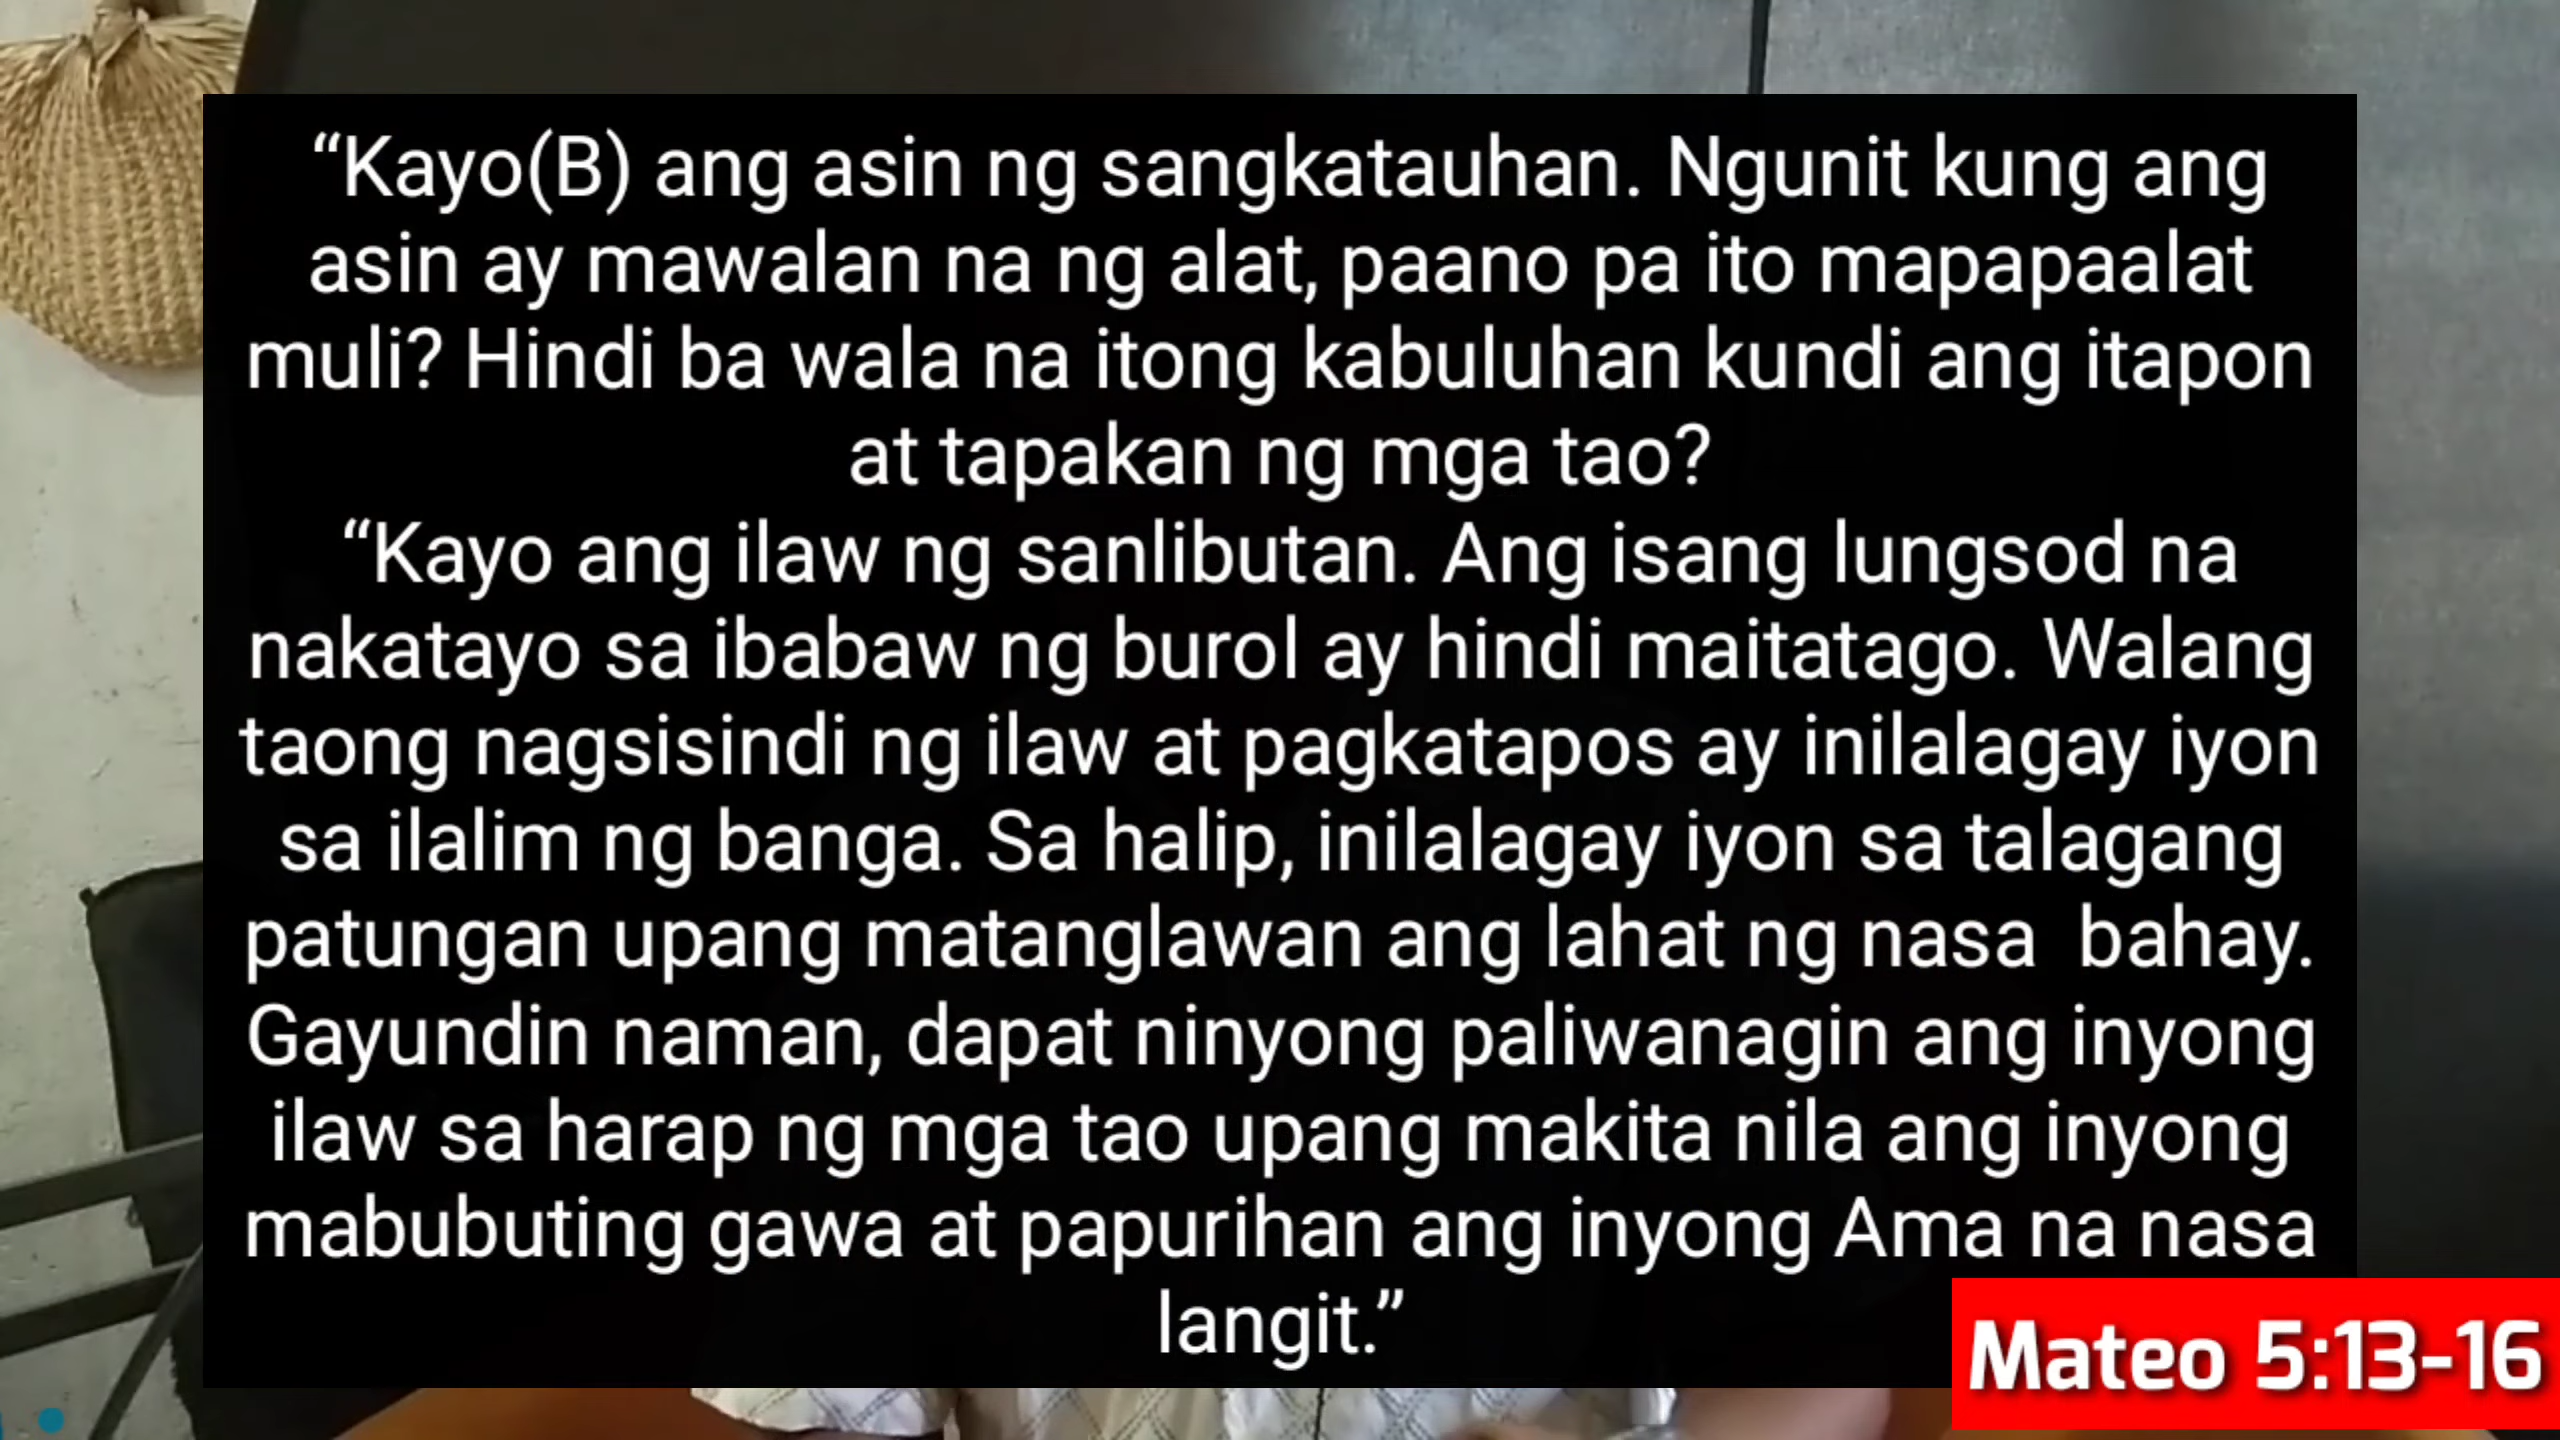 “Kayo(B) ang asin ng sangkatauhan. Ngunit kung ang
asin ay mawalan na ng alat, paano pa ito mapapaalat
muli? Hindi ba wala na itong kabuluhan kundi ang itapon
at tapakan ng mga tao?
“Kayo ang ilaw ng sanlibutan. Ang isang lungsod na
nakatayo sa ibabaw ng burol ay hindi maitatago. Walang
taong nagsisindi ng ilaw at pagkatapos ay inilalagay iyon
sa ilalim ng banga. Sa halip, inilalagay iyon sa talagang
patungan upang matanglawan ang lahat ng nasa  bahay.
Gayundin naman, dapat ninyong paliwanagin ang inyong
ilaw sa harap ng mga tao upang makita nila ang inyong
mabubuting gawa at papurihan ang inyong Ama na nasa
langit.”
Mateo 5:13-16